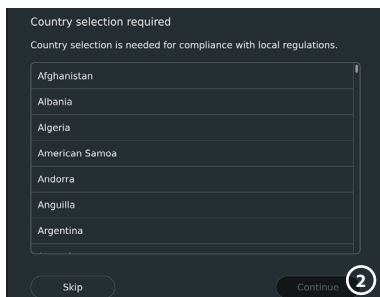 Country selection required
Country selection is needed for compliance with local regulations.
Afghanistan
Albania
Algeria
American Samoa
Andorra
Anguilla
Argentina
Skip
Continue
2